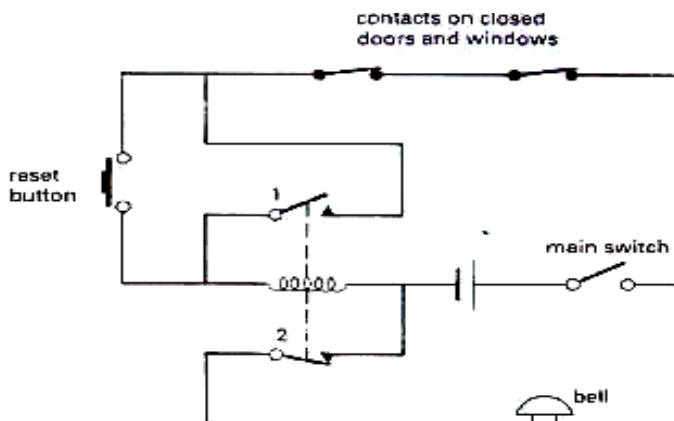 contacts on closed
doors and windows
reset
button
1
main switch
2
bell